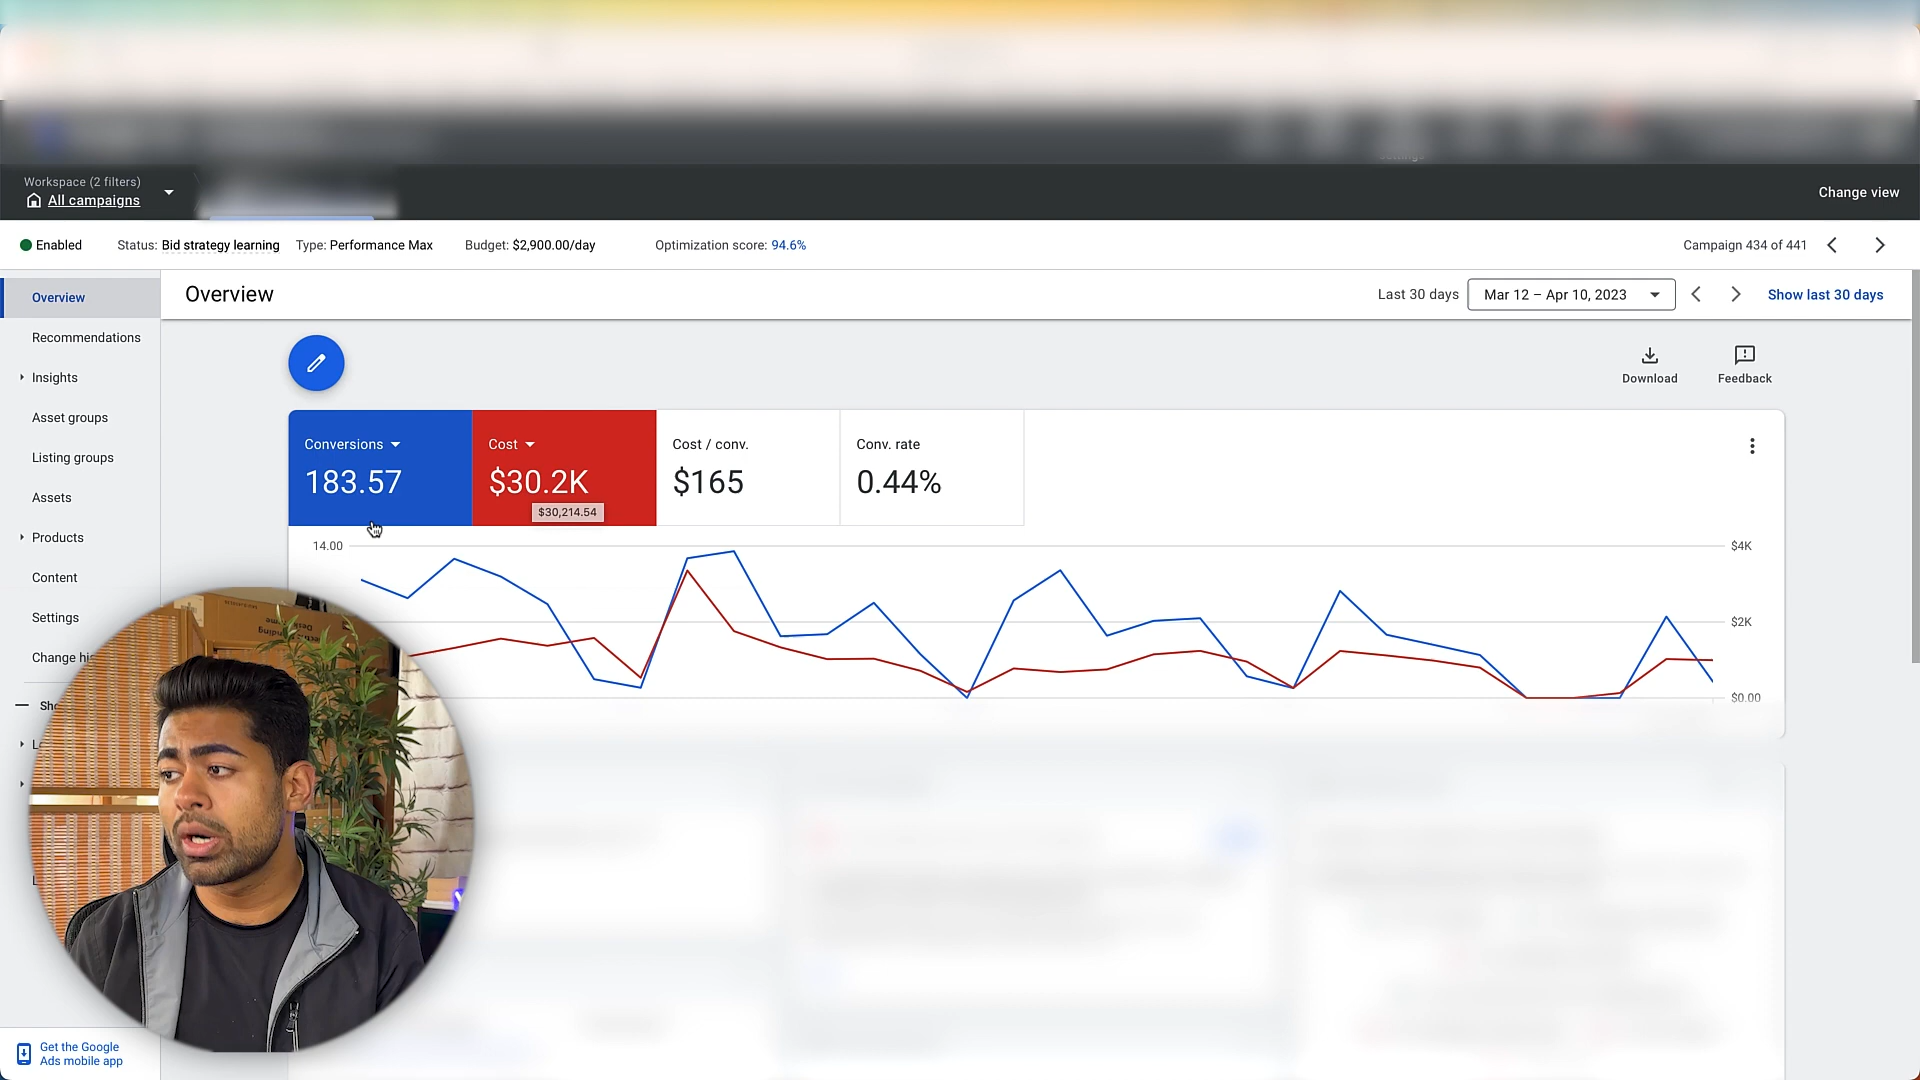 Workspace (2 filters)
All campaigns
Change view
Enabled
Status: Bid strategy learning
Type: Performance Max
Budget: $2,900.00/day
Optimization score: 94.6%
Campaign 434 of 441
Overview
Recommendations
Insights
Asset groups
Listing groups
Assets
Products
Content
Settings
Change hi
Sho
Overview
Last 30 days
Mar 12 – Apr 10, 2023
Show last 30 days
Download
Feedback
Conversions
183.57
Cost
$30.2K
$30,214.54
Cost / conv.
$165
Conv. rate
0.44%
14.00
$4K
$2K
$0.00
Get the Google
Ads mobile app